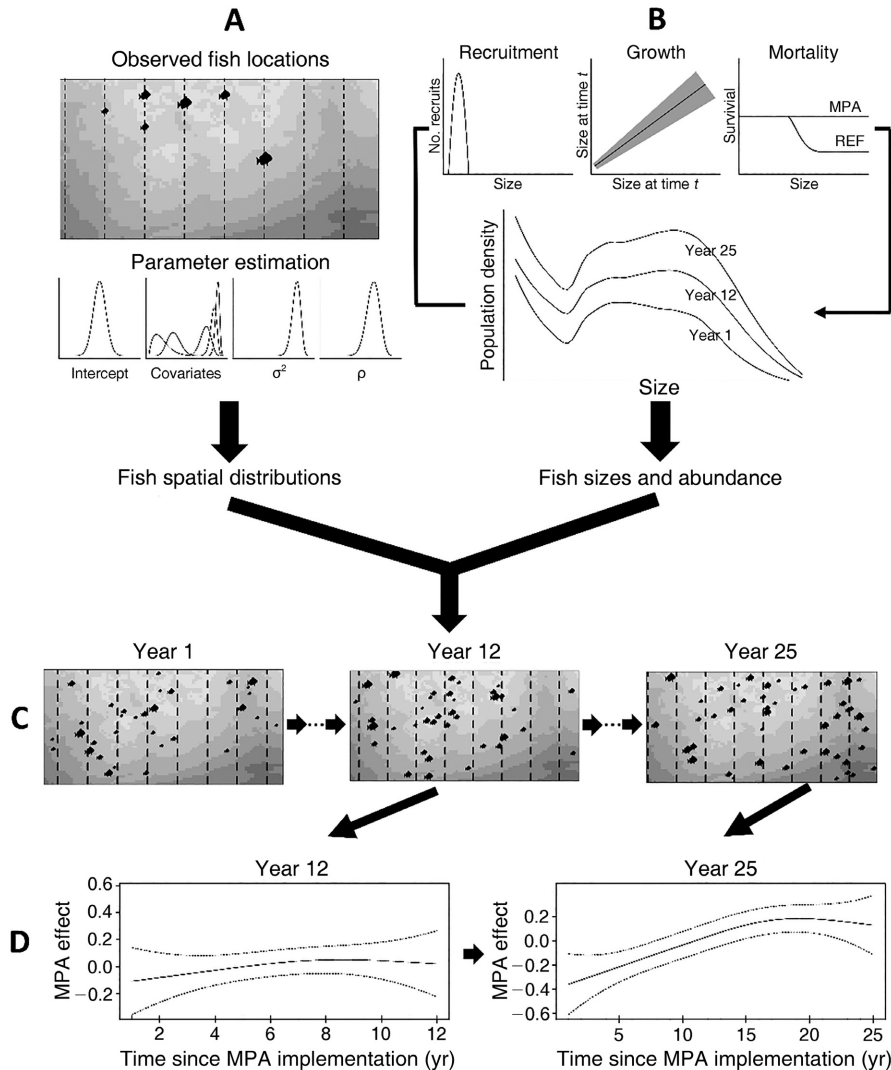 A
B
Observed fish locations
Recruitment
Growth
Mortality
No. recruits
Size
Size at time t
Size at time t
Survivial
MPA
REF
Size
Parameter estimation
Intercept
Covariates
σ²
ρ
Population density
Year 25
Year 12
Year 1
Size
Fish spatial distributions
Fish sizes and abundance
C
Year 1
Year 12
Year 25
D
Year 12
MPA effect
0.6
0.4
0.2
0.0
−0.2
2
4
6
8
10
12
Time since MPA implementation (yr)
Year 25
MPA effect
0.2
0.0
−0.2
−0.4
−0.6
5
10
15
20
25
Time since MPA implementation (yr)